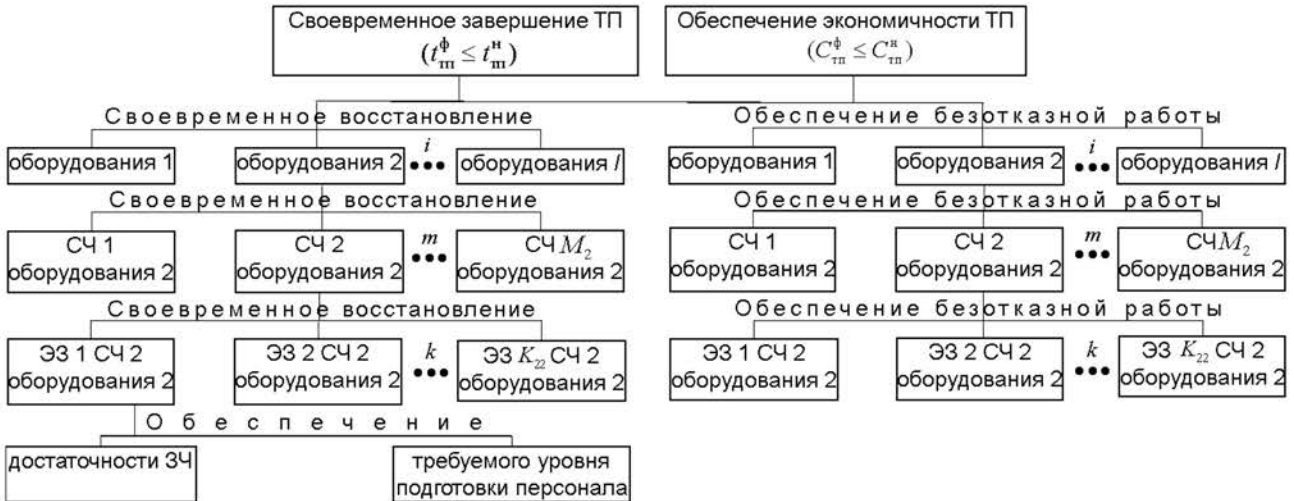 Своевременное завершение ТП
(t_тп^ф ≤ t_тп^н)
Обеспечение экономичности ТП
(C_тп^ф ≤ C_тп^н)
Своевременное восстановление
оборудования 1
оборудования 2
i
•••
оборудования I
Обеспечение безотказной работы
оборудования 1
оборудования 2
i
•••
оборудования I
Своевременное восстановление
СЧ 1
оборудования 2
СЧ 2
оборудования 2
m
•••
СЧ M₂
оборудования 2
Обеспечение безотказной работы
СЧ 1
оборудования 2
СЧ 2
оборудования 2
m
•••
СЧ M₂
оборудования 2
Своевременное восстановление
ЭЗ 1 СЧ 2
оборудования 2
ЭЗ 2 СЧ 2
оборудования 2
k
•••
ЭЗ K₂₂ СЧ 2
оборудования 2
Обеспечение безотказной работы
ЭЗ 1 СЧ 2
оборудования 2
ЭЗ 2 СЧ 2
оборудования 2
k
•••
ЭЗ K₂₂ СЧ 2
оборудования 2
Обеспечение
достаточности ЗЧ
требуемого уровня
подготовки персонала